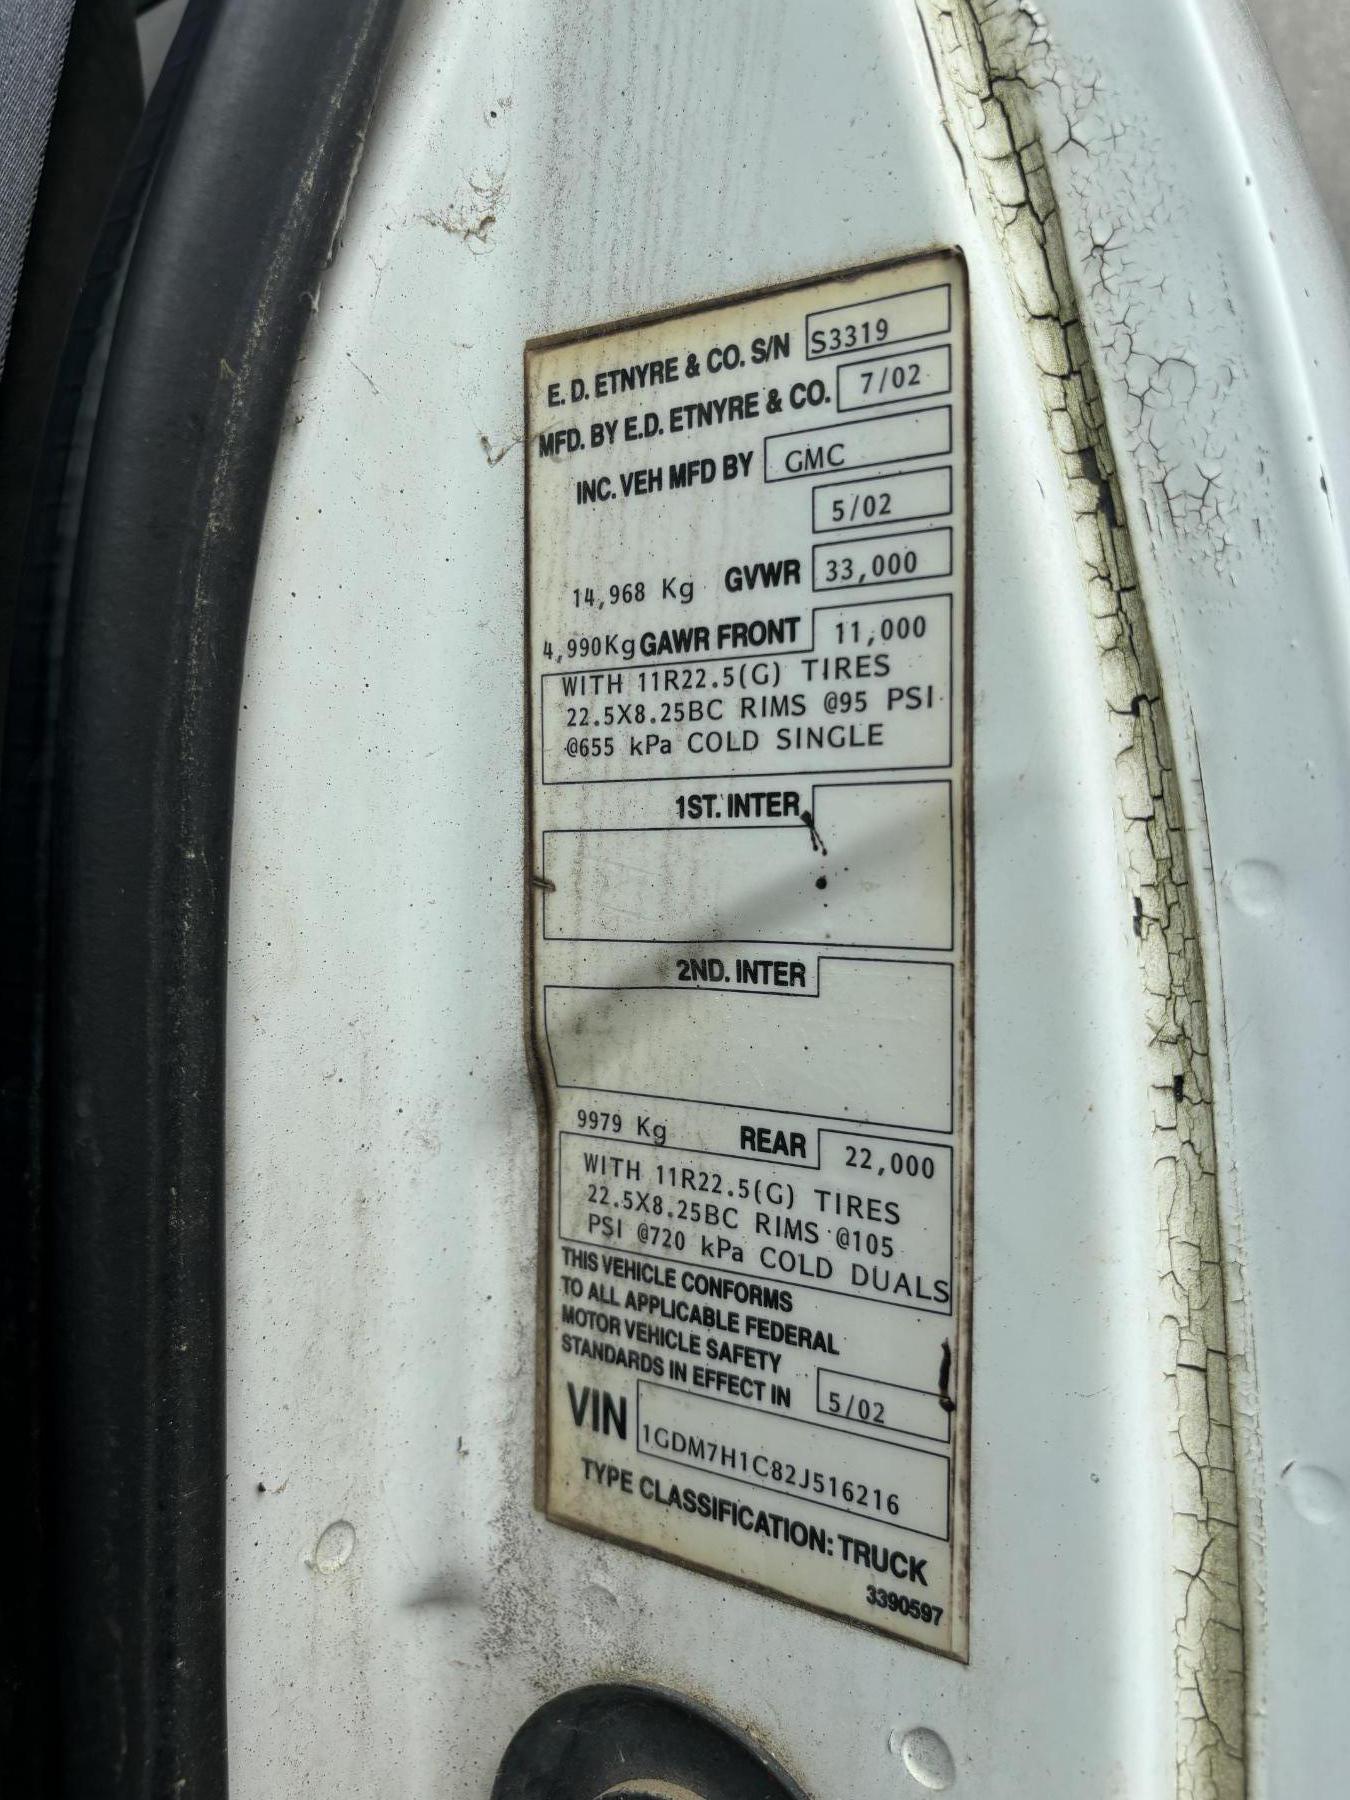 E. D. ETNYRE & CO. S/N S3319
MFD. BY E.D. ETNYRE & CO. 7/02
INC. VEH MFD BY GMC
5/02
14,968 Kg GVWR 33,000
4,990Kg GAWR FRONT 11,000
WITH 11R22.5(G) TIRES
22.5X8.25BC RIMS @95 PSI
@655 kPa COLD SINGLE
1ST. INTER
2ND. INTER
9979 Kg REAR 22,000
WITH 11R22.5(G) TIRES
22.5X8.25BC RIMS @105
PSI @720 kPa COLD DUALS
THIS VEHICLE CONFORMS
TO ALL APPLICABLE FEDERAL
MOTOR VEHICLE SAFETY
STANDARDS IN EFFECT IN 5/02
VIN 1GDM7H1C82J516216
TYPE CLASSIFICATION: TRUCK
3390597